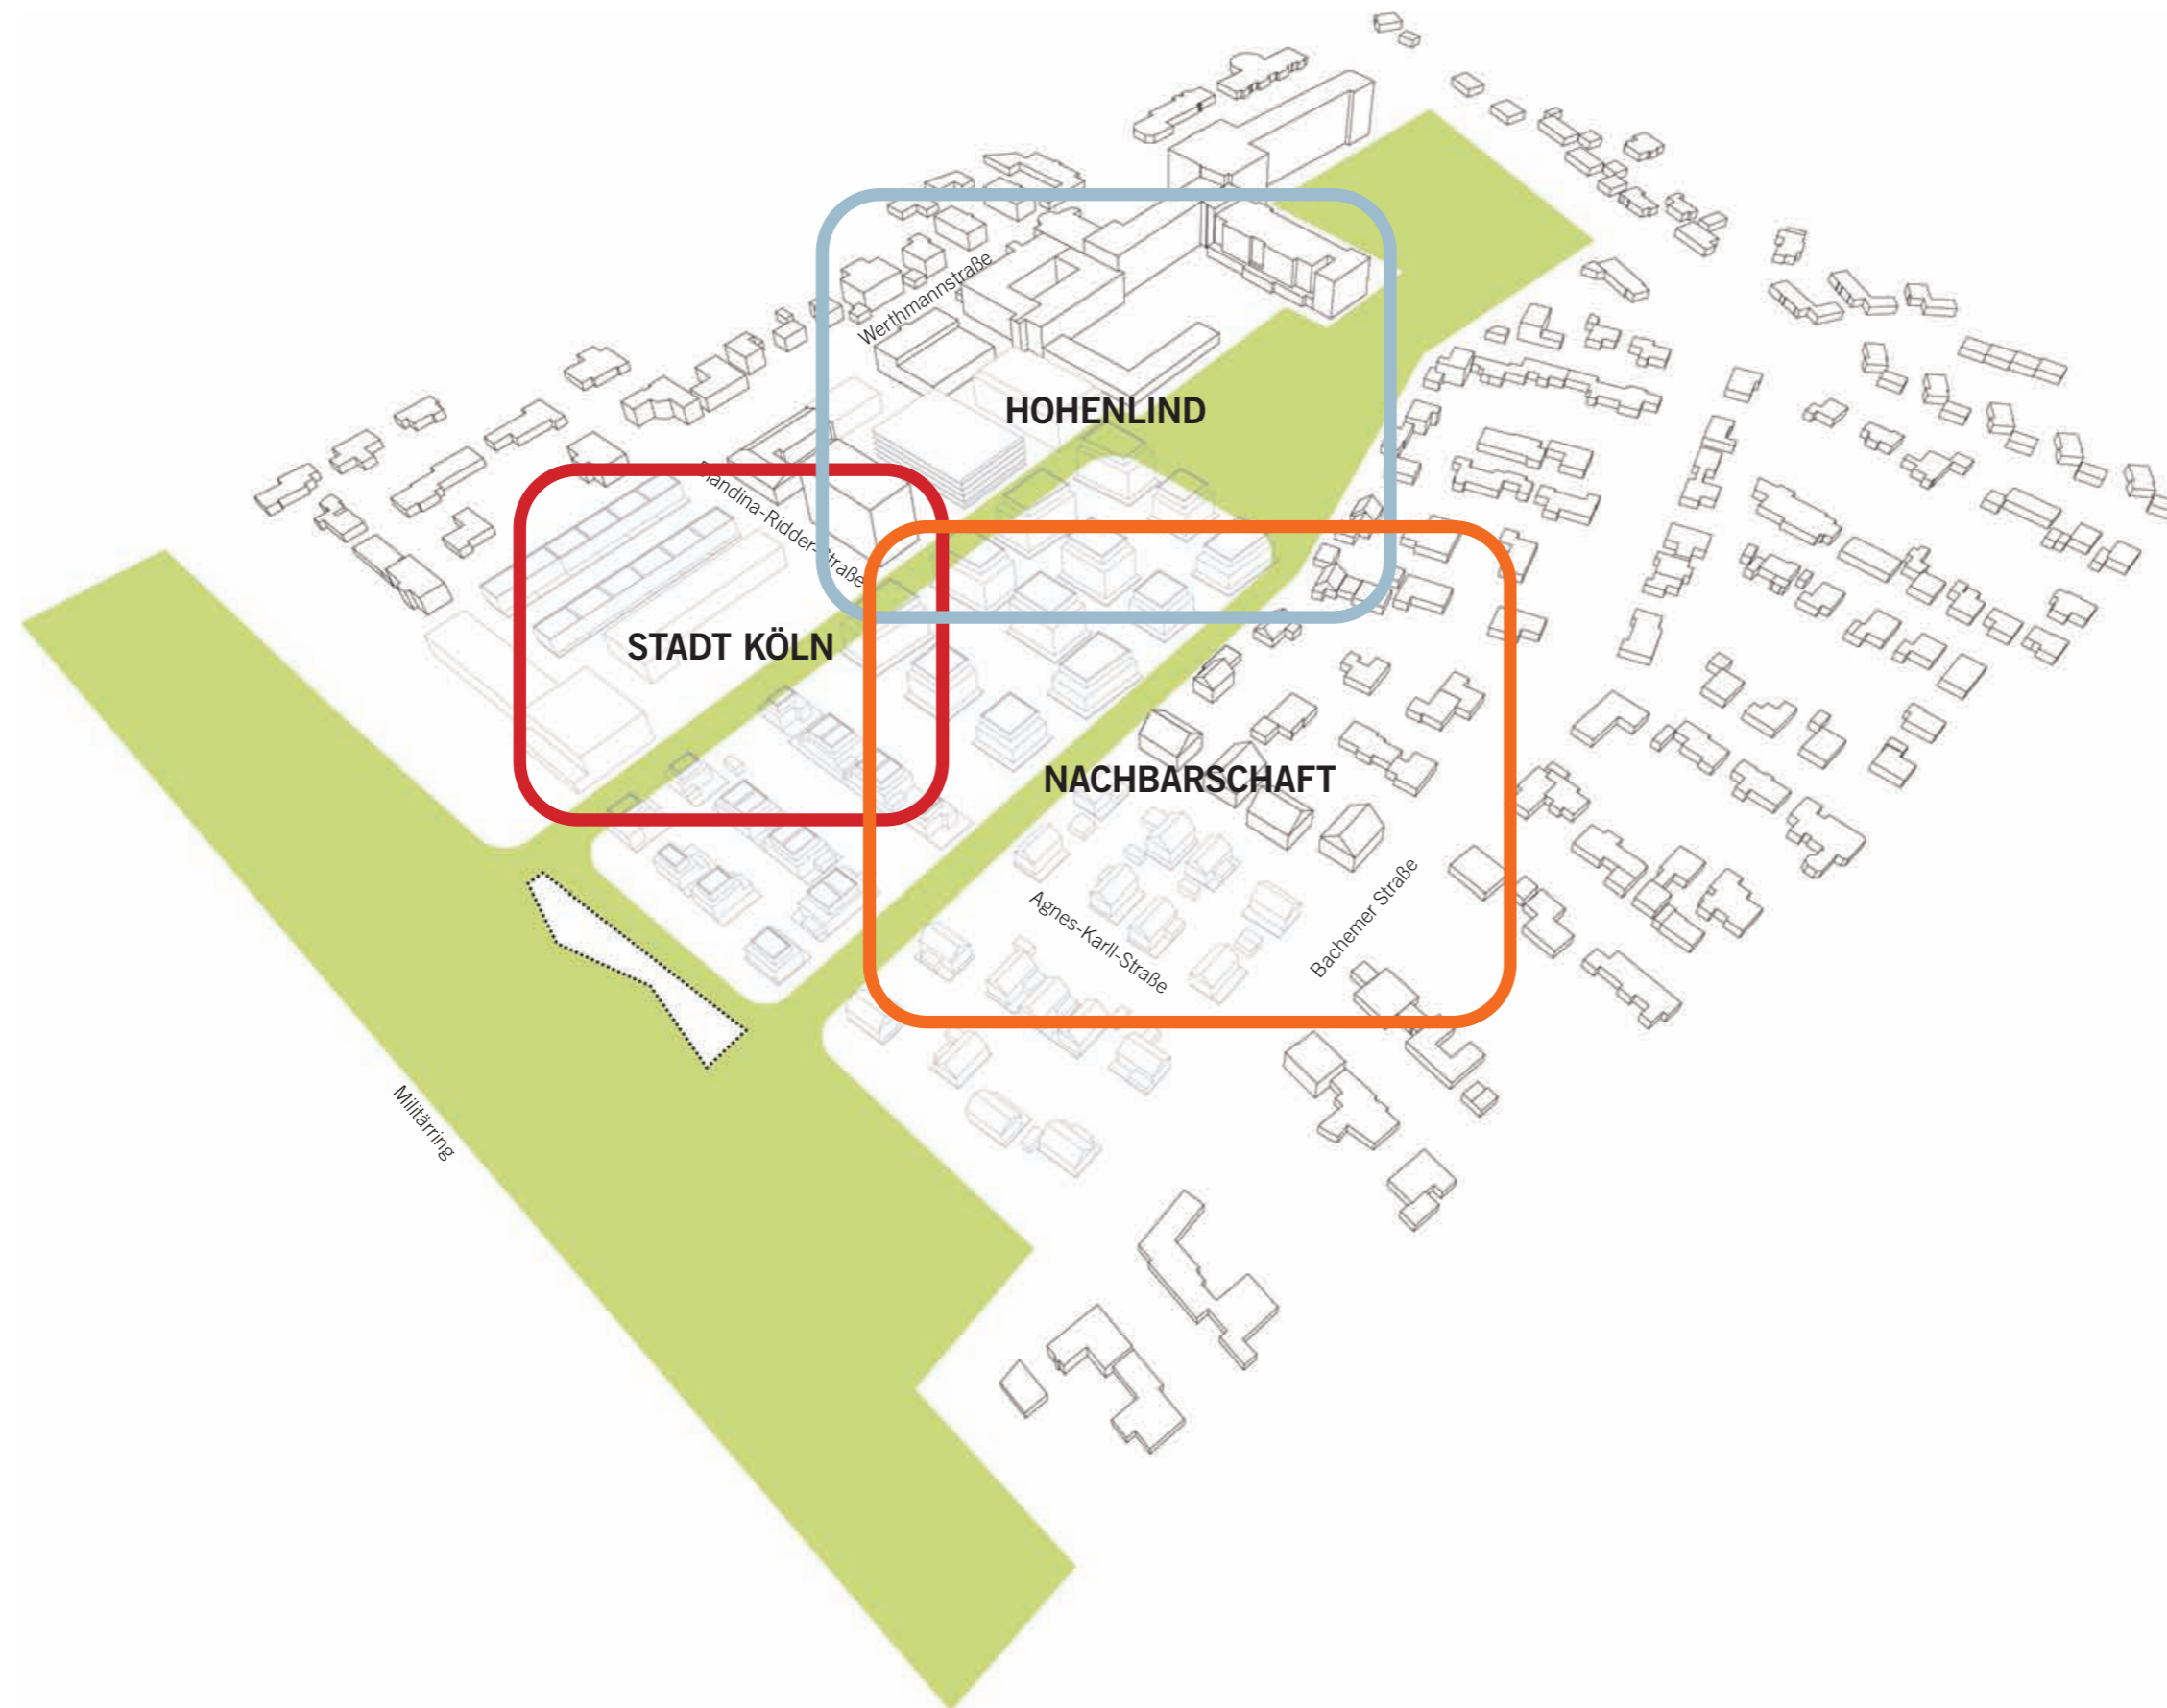 Werthmannstraße
HOHENLIND
STADT KÖLN
NACHBARSCHAFT
Agnes-Karll-Straße
Bachemer Straße
Militärring